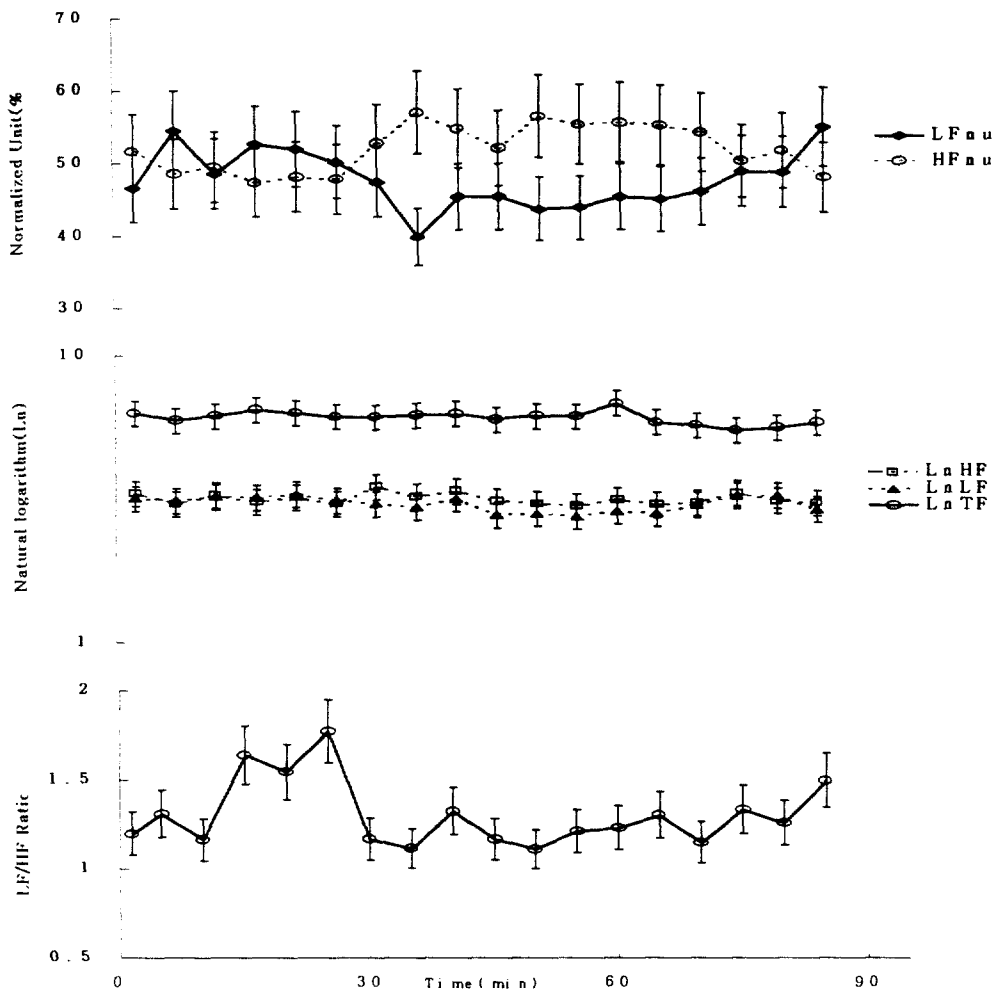 70
60
50
40
30
Normalized Unit(%
LFnu
HFnu
10
1
Natural logarithm(Ln)
LnHF
LnLF
LnTF
2
1.5
1
0.5
LF/HF Ratio
0 30 60 90
Time(min)